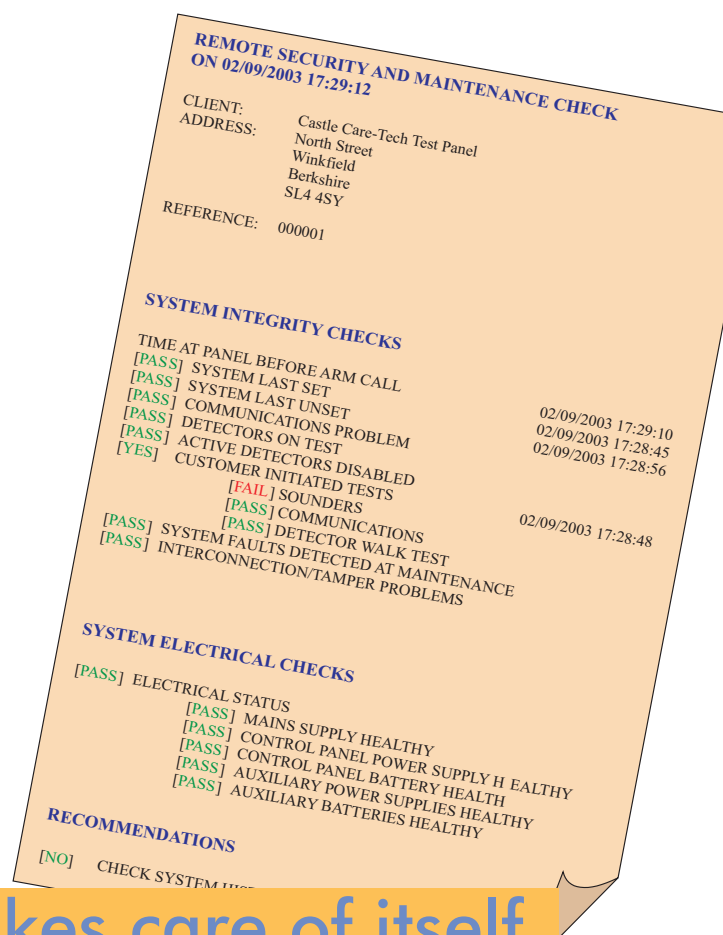 REMOTE SECURITY AND MAINTENANCE CHECK
ON 02/09/2003 17:29:12
CLIENT: Castle Care-Tech Test Panel
ADDRESS: North Street
Winkfield
Berkshire
SL4 4SY
REFERENCE: 000001
SYSTEM INTEGRITY CHECKS
TIME AT PANEL BEFORE ARM CALL 02/09/2003 17:29:10
[PASS] SYSTEM LAST SET 02/09/2003 17:28:45
[PASS] SYSTEM LAST UNSET 02/09/2003 17:28:56
[PASS] COMMUNICATIONS PROBLEM
[PASS] DETECTORS ON TEST
[PASS] ACTIVE DETECTORS DISABLED
[YES] CUSTOMER INITIATED TESTS 02/09/2003 17:28:48
[FAIL] SOUNDERS
[PASS] COMMUNICATIONS
[PASS] DETECTOR WALK TEST
[PASS] SYSTEM FAULTS DETECTED AT MAINTENANCE
[PASS] INTERCONNECTION/TAMPER PROBLEMS
SYSTEM ELECTRICAL CHECKS
[PASS] ELECTRICAL STATUS
[PASS] MAINS SUPPLY HEALTHY
[PASS] CONTROL PANEL POWER SUPPLY H EALTHY
[PASS] CONTROL PANEL BATTERY HEALTH
[PASS] AUXILIARY POWER SUPPLIES HEALTHY
[PASS] AUXILIARY BATTERIES HEALTHY
RECOMMENDATIONS
[NO] CHECK SYSTEM
care of itself